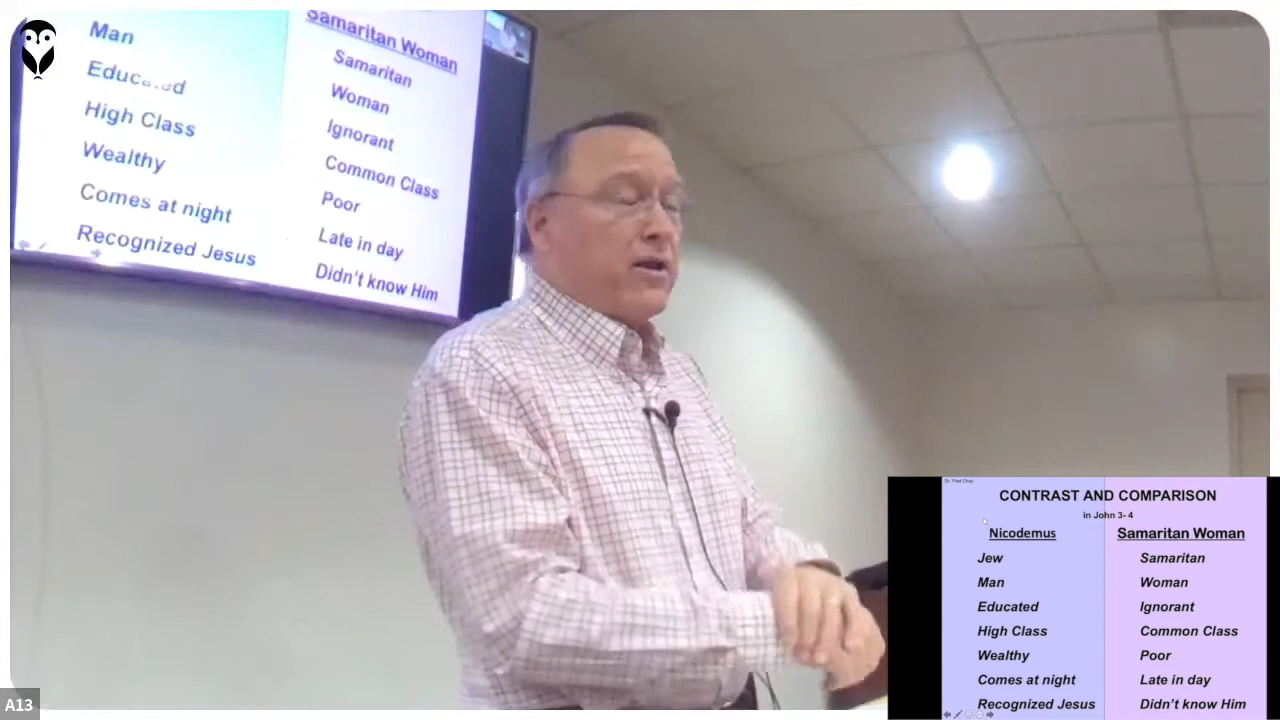 Man
Educated
High Class
Wealthy
Comes at night
Recognized Jesus
Samaritan Woman
Samaritan
Woman
Ignorant
Common Class
Poor
Late in day
Didn't know Him
Dr. Fred Chay
CONTRAST AND COMPARISON
in John 3- 4
Nicodemus
Samaritan Woman
Jew
Samaritan
Man
Woman
Educated
Ignorant
High Class
Common Class
Wealthy
Poor
Comes at night
Late in day
Recognized Jesus
Didn't know Him
A13